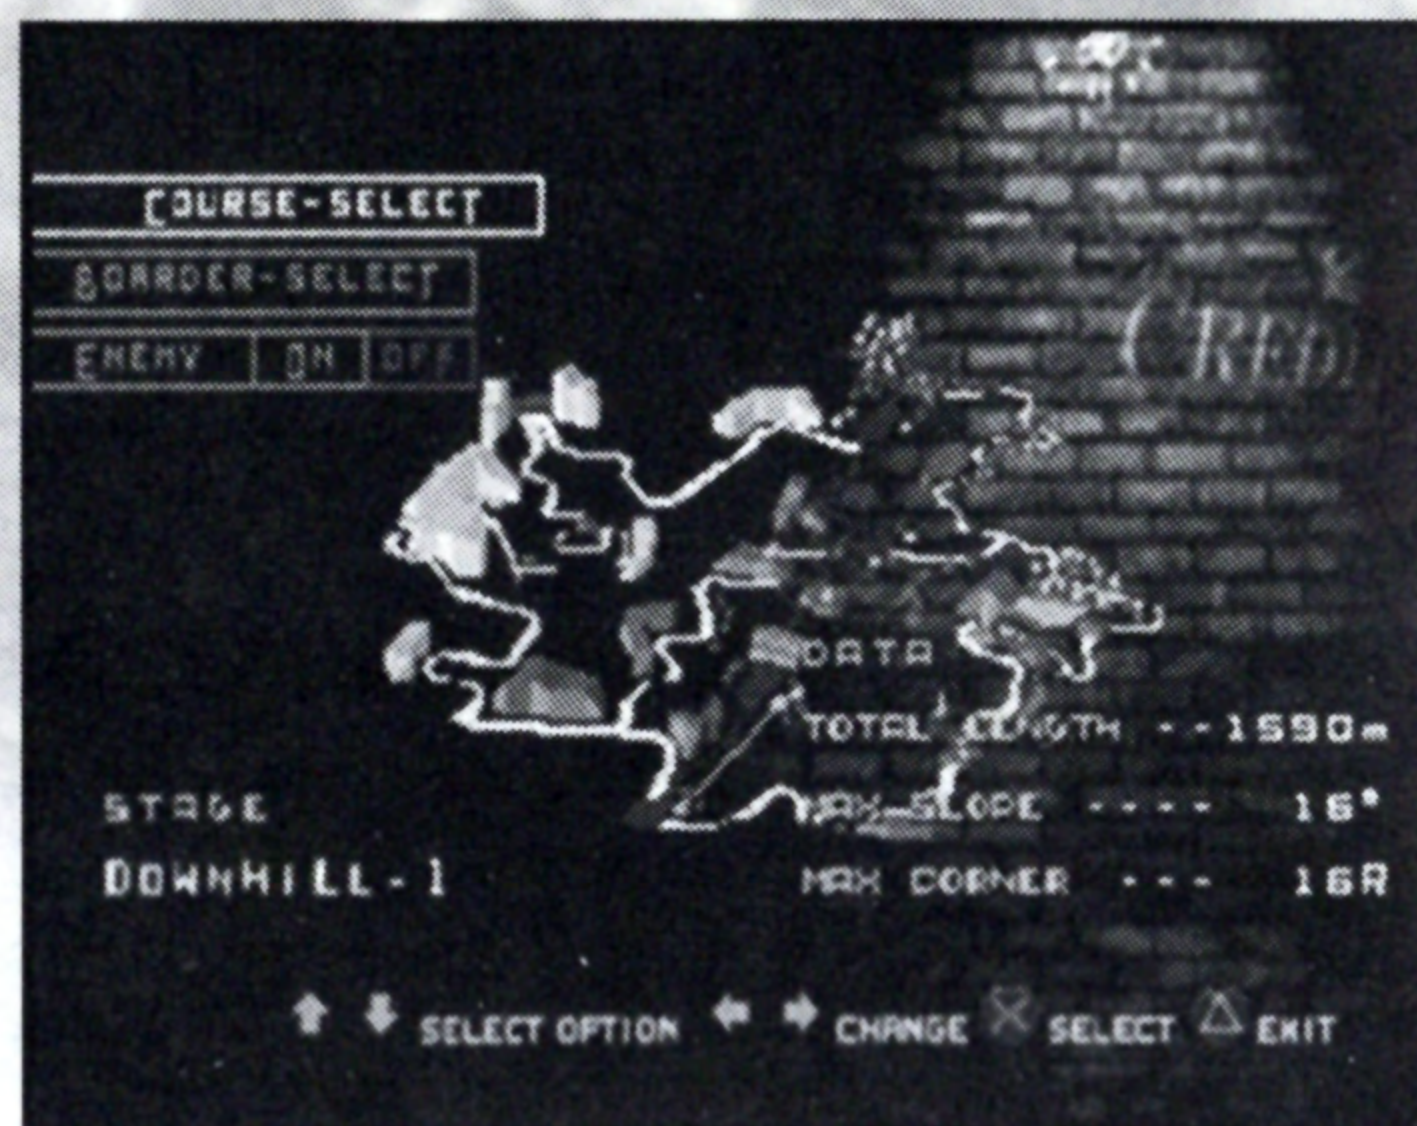 COURSE-SELECT
BOARDER-SELECT
ENEMY ON OFF
DATA
TOTAL LENGTH --1590m
MAX-SLOPE ---- 16°
MAX CORNER --- 16R
STAGE
DOWNHILL-1
SELECT OPTION CHANGE SELECT EXIT